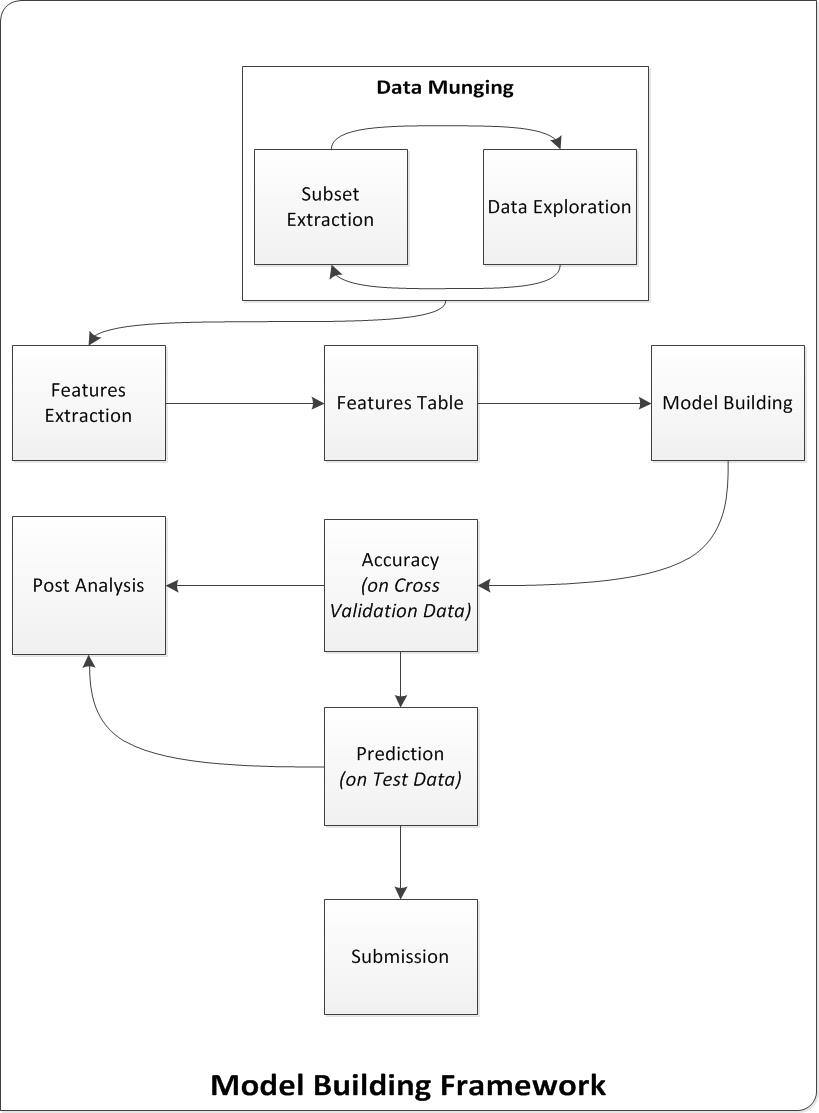 Data Munging
Subset
Extraction
Data Exploration
Features
Extraction
Features Table
Model Building
Post Analysis
Accuracy
(on Cross
Validation Data)
Prediction
(on Test Data)
Submission
Model Building Framework